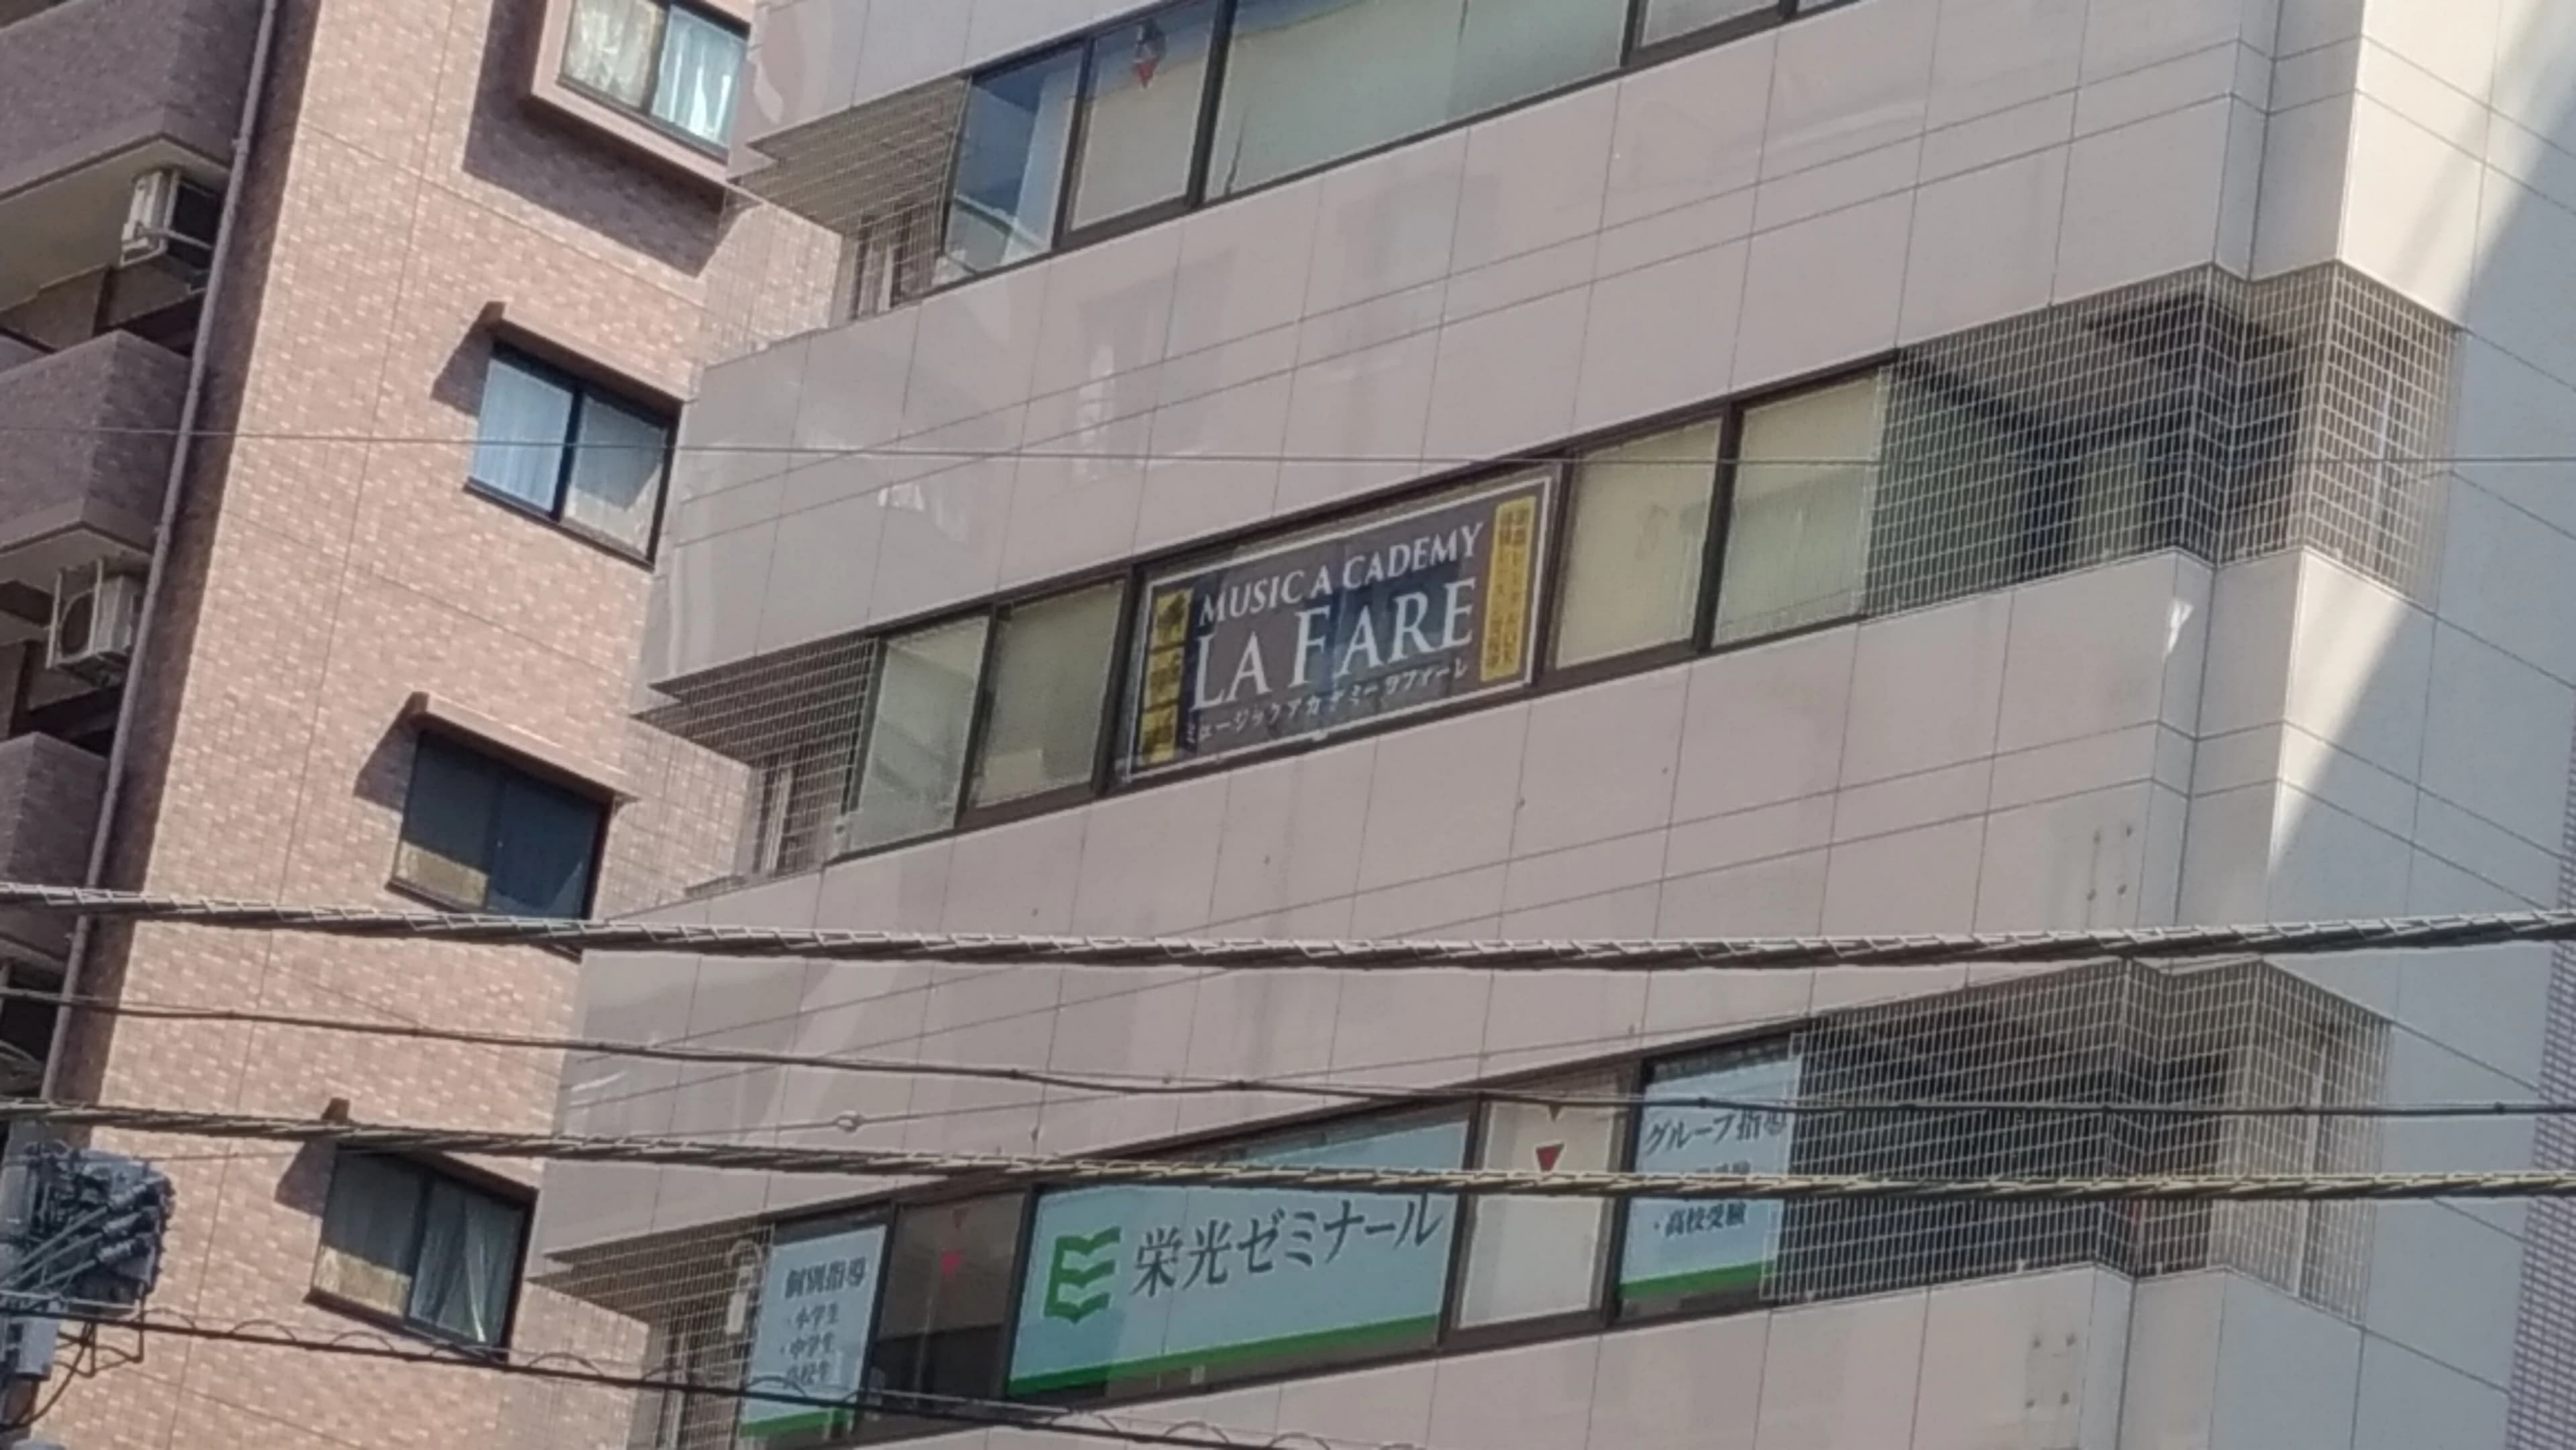 MUSIC A CADEMY
LA FARE
ミュージックアカデミー ラファーレ
個別指導
・小学生
・中学生
高校生
栄光ゼミナール
グループ指導
・高校受験